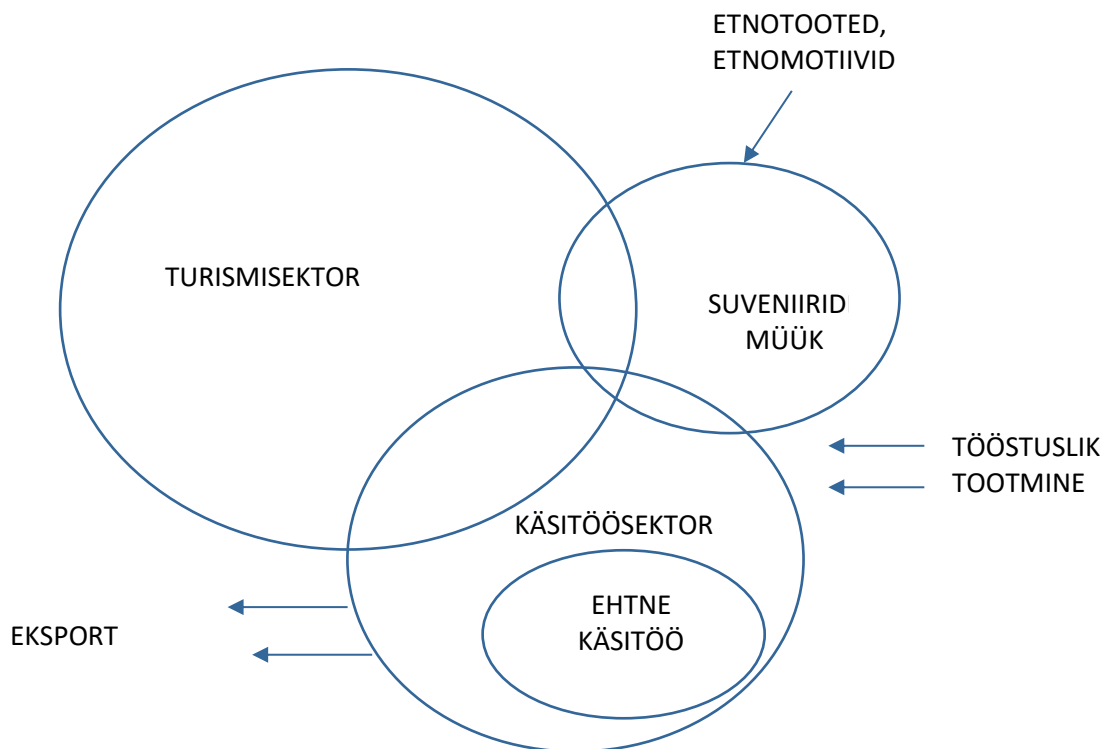 ETNOTOOTED,
ETNOMOTIIVID
TURISMISEKTOR
SUVENIIRID
MÜÜK
TÖÖSTUSLIK
TOOTMINE
KÄSITÖÖSEKTOR
EHTNE
KÄSITÖÖ
EKSPORT